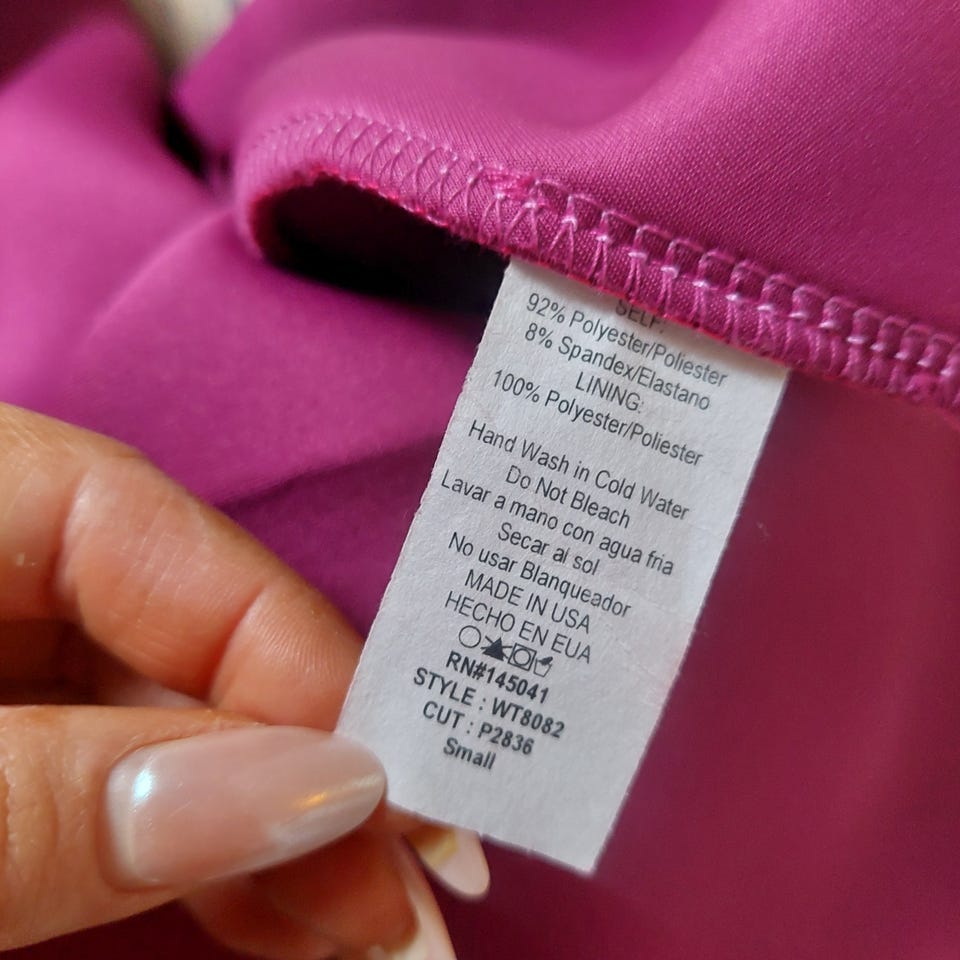 SELF:
92% Polyester/Poliester
8% Spandex/Elastano
LINING:
100% Polyester/Poliester
Hand Wash in Cold Water
Do Not Bleach
Lavar a mano con agua fria
Secar al sol
No usar Blanqueador
MADE IN USA
HECHO EN EUA
RN#145041
STYLE : WT8082
CUT : P2836
Small